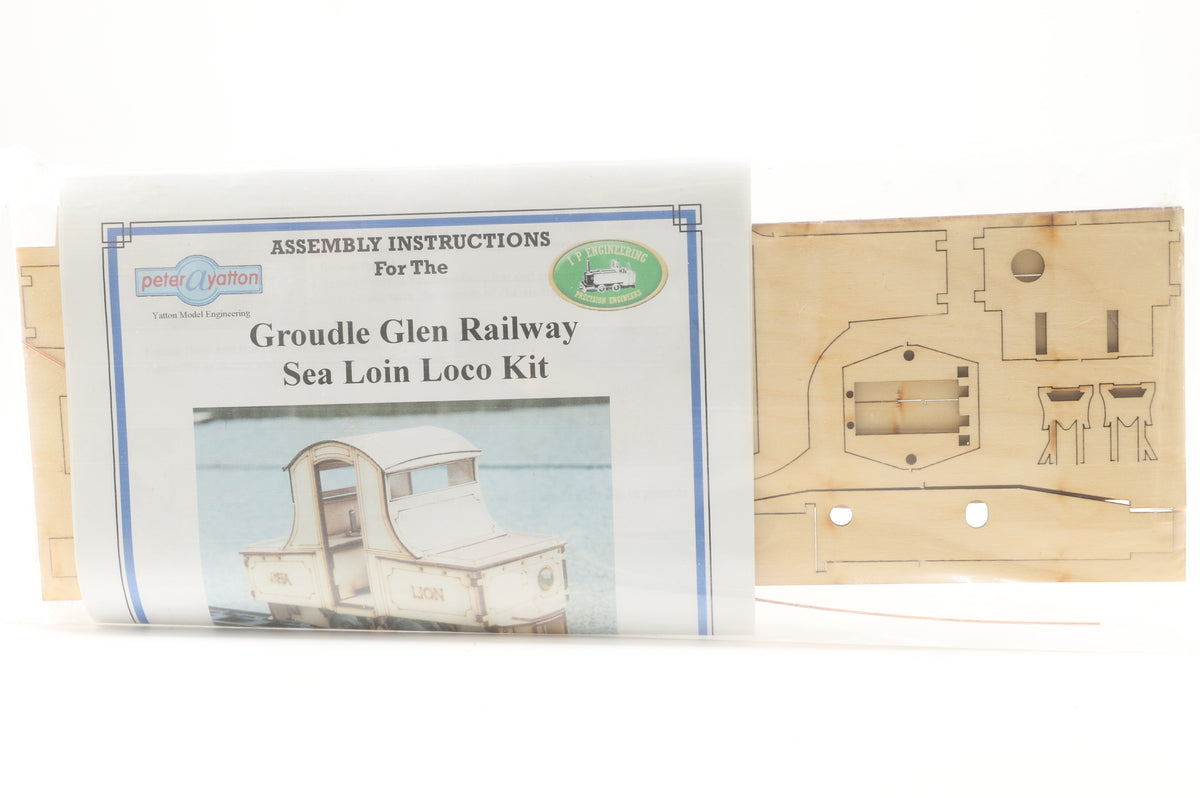 ASSEMBLY INSTRUCTIONS
For The
peter a yatton
Yatton Model Engineering
I P ENGINEERING
PRECISION ENGINEERS
Groudle Glen Railway
Sea Loin Loco Kit
SEA
LION